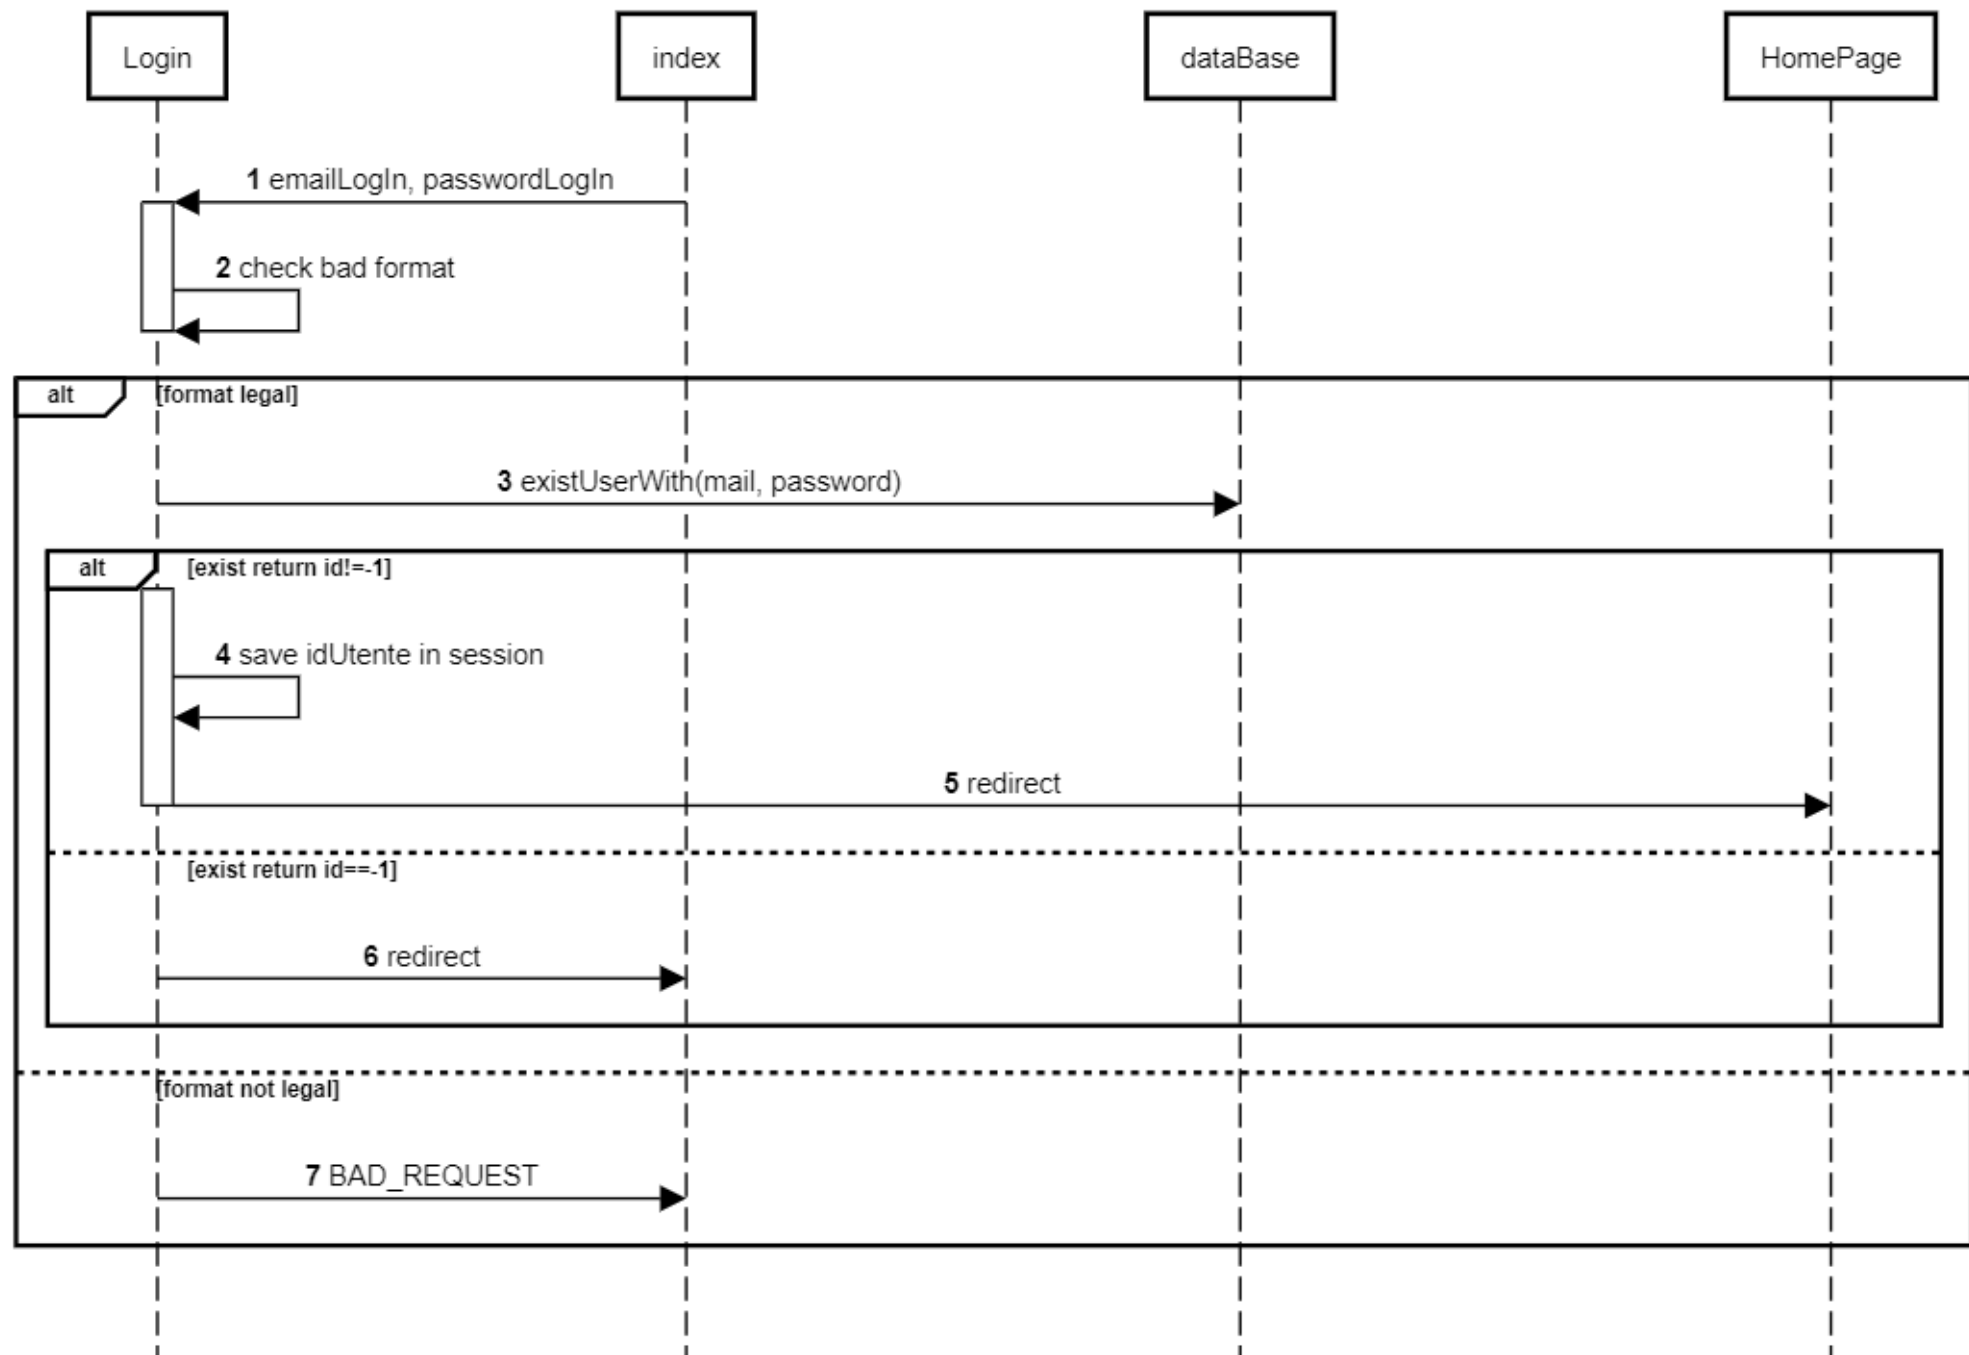 Login
index
dataBase
HomePage
1 emailLogIn, passwordLogIn
2 check bad format
alt
[format legal]
3 existUserWith(mail, password)
alt
[exist return id!=-1]
4 save idUtente in session
5 redirect
[exist return id==-1]
6 redirect
[format not legal]
7 BAD_REQUEST